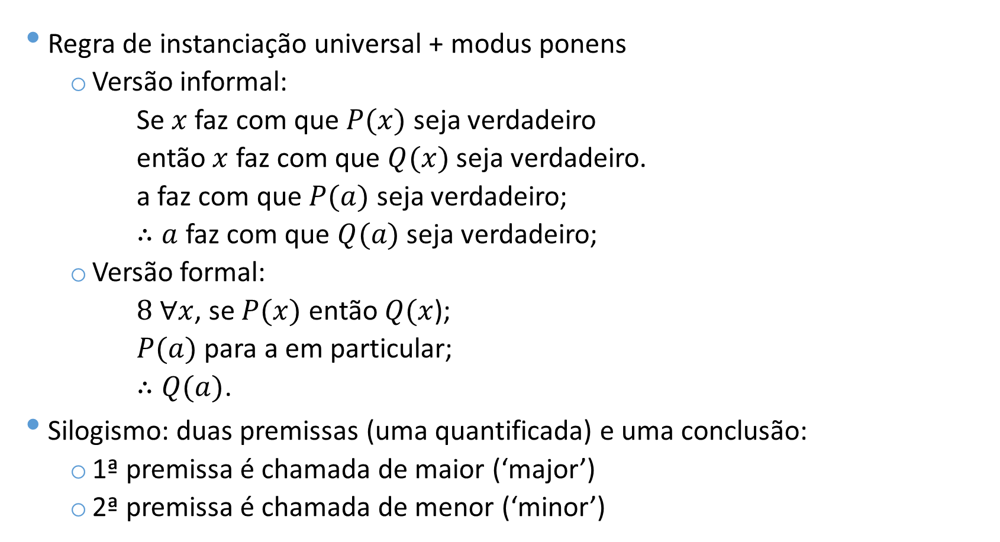 • Regra de instanciação universal + modus ponens
○ Versão informal:
Se x faz com que P(x) seja verdadeiro
então x faz com que Q(x) seja verdadeiro.
a faz com que P(a) seja verdadeiro;
∴ a faz com que Q(a) seja verdadeiro;
○ Versão formal:
8 ∀x, se P(x) então Q(x);
P(a) para a em particular;
∴ Q(a).
• Silogismo: duas premissas (uma quantificada) e uma conclusão:
○ 1ª premissa é chamada de maior (‘major’)
○ 2ª premissa é chamada de menor (‘minor’)